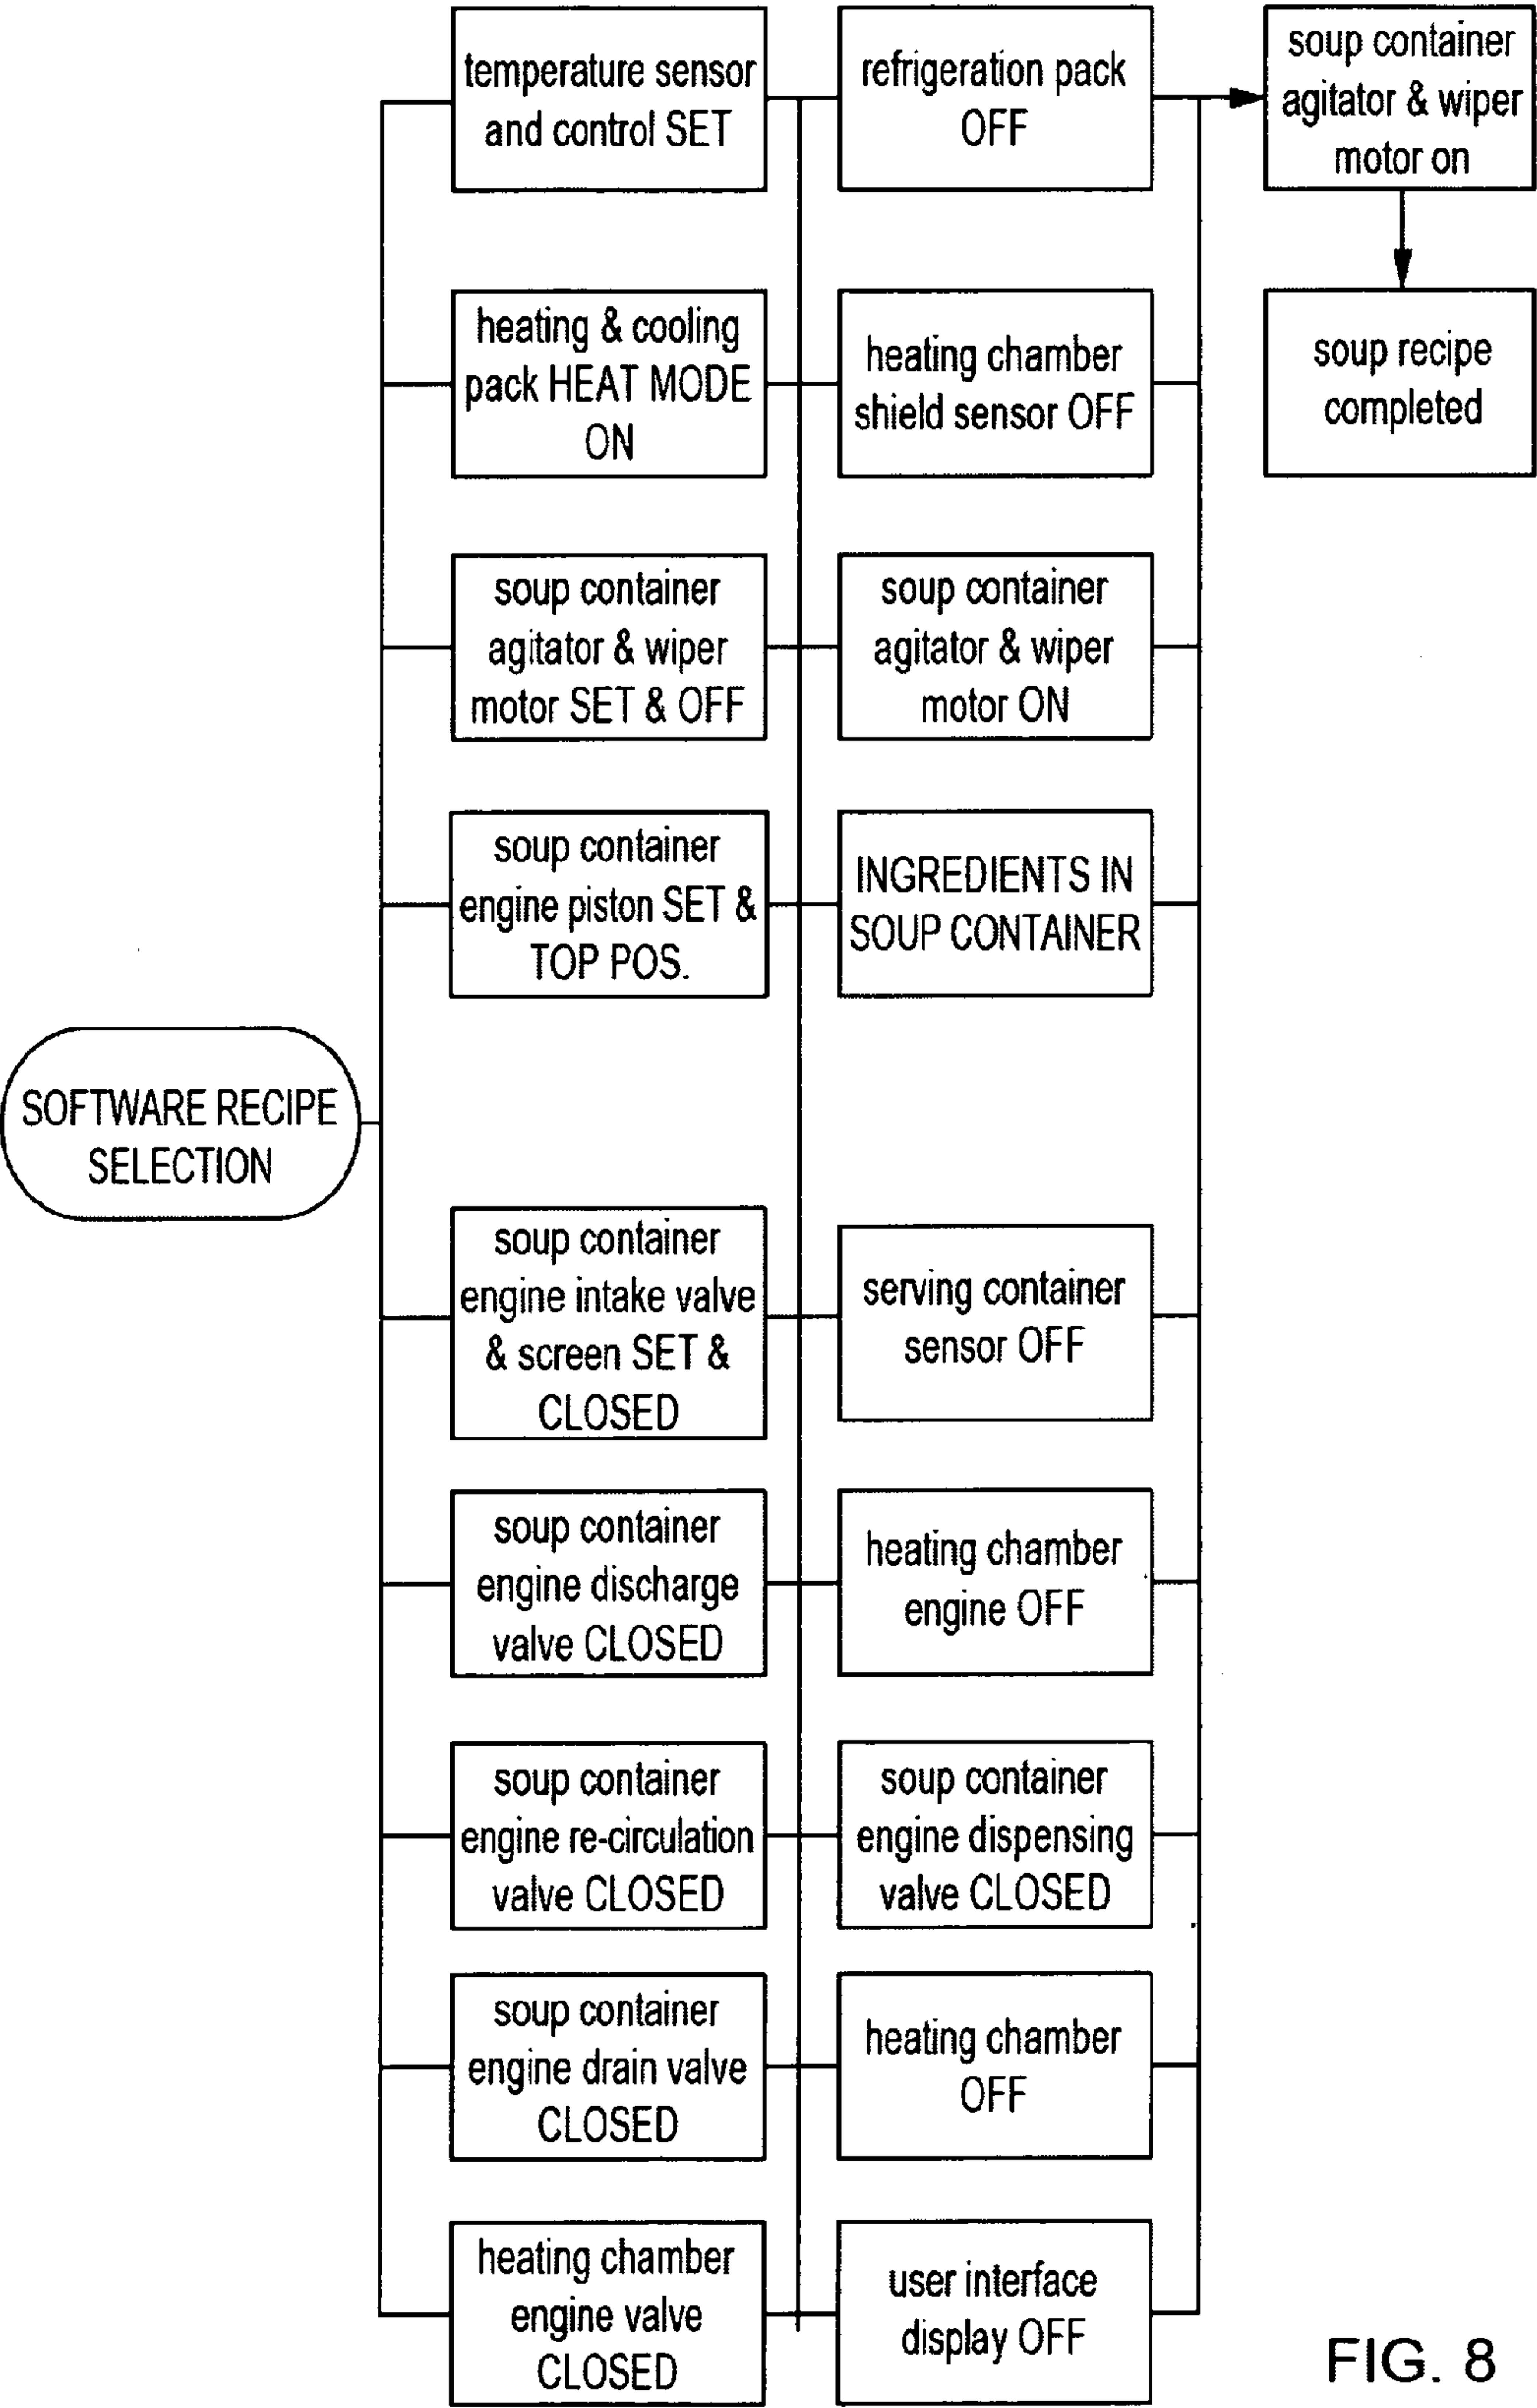 temperature sensor
and control SET
refrigeration pack
OFF
soup container
agitator & wiper
motor on
heating & cooling
pack HEAT MODE
ON
heating chamber
shield sensor OFF
soup recipe
completed
soup container
agitator & wiper
motor SET & OFF
soup container
agitator & wiper
motor ON
soup container
engine piston SET &
TOP POS.
INGREDIENTS IN
SOUP CONTAINER
SOFTWARE RECIPE
SELECTION
soup container
engine intake valve
& screen SET &
CLOSED
serving container
sensor OFF
soup container
engine discharge
valve CLOSED
heating chamber
engine OFF
soup container
engine re-circulation
valve CLOSED
soup container
engine dispensing
valve CLOSED
soup container
engine drain valve
CLOSED
heating chamber
OFF
heating chamber
engine valve
CLOSED
user interface
display OFF
FIG. 8